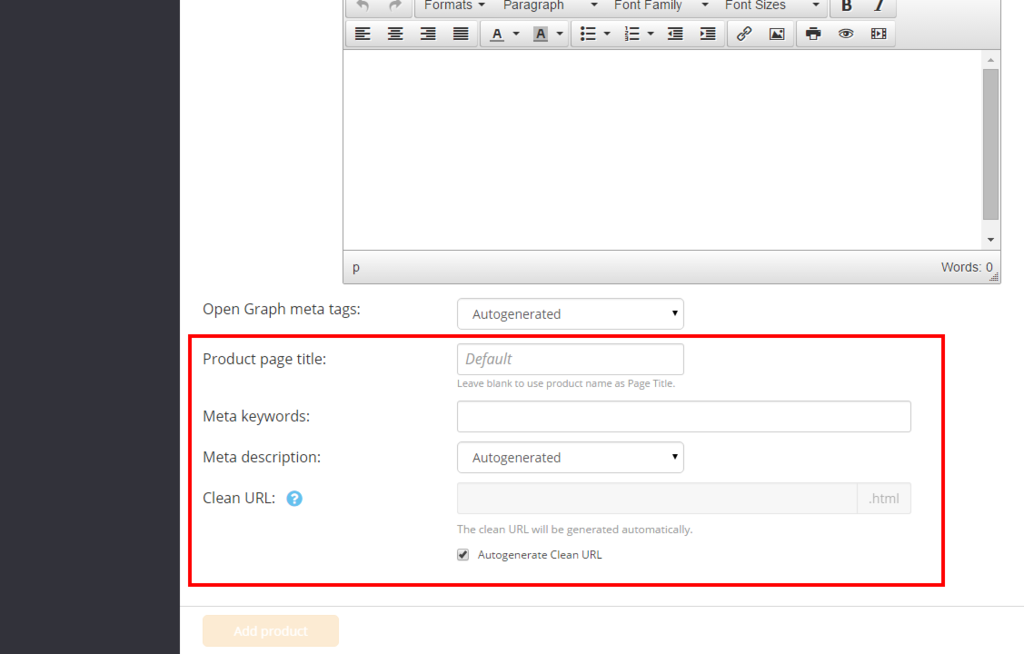 Formats Paragraph Font Family Font Sizes B I
A A
p Words: 0
Open Graph meta tags: Autogenerated
Product page title: Default
Leave blank to use product name as Page Title.
Meta keywords:
Meta description: Autogenerated
Clean URL: ? .html
The clean URL will be generated automatically.
Autogenerate Clean URL
Add product